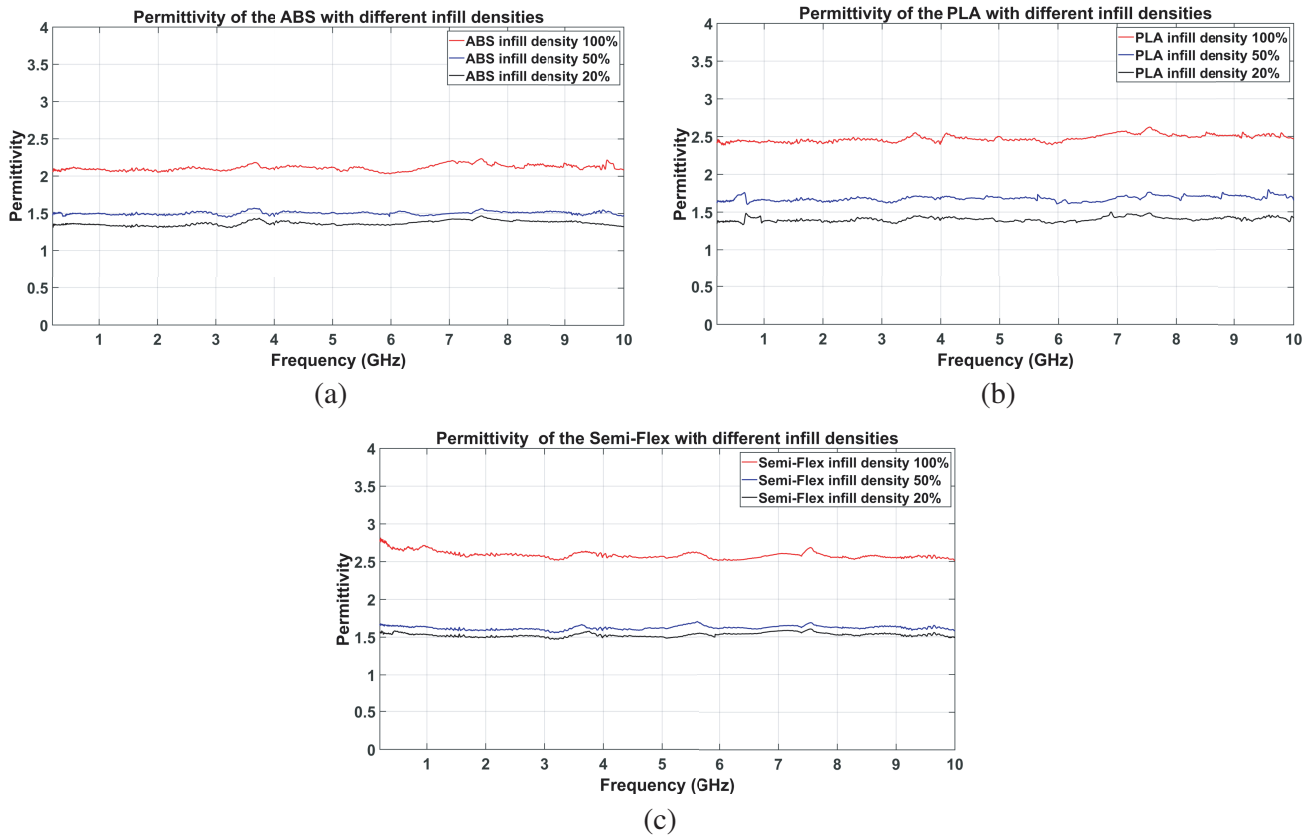 Permittivity of the ABS with different infill densities
ABS infill density 100%
ABS infill density 50%
ABS infill density 20%
Permittivity
4
3.5
3
2.5
2
1.5
1
0.5
0
1 2 3 4 5 6 7 8 9 10
Frequency (GHz)
(a)
Permittivity of the PLA with different infill densities
PLA infill density 100%
PLA infill density 50%
PLA infill density 20%
Permittivity
4
3.5
3
2.5
2
1.5
1
0.5
0
1 2 3 4 5 6 7 8 9 10
Frequency (GHz)
(b)
Permittivity of the Semi-Flex with different infill densities
Semi-Flex infill density 100%
Semi-Flex infill density 50%
Semi-Flex infill density 20%
Permittivity
4
3.5
3
2.5
2
1.5
1
0.5
0
1 2 3 4 5 6 7 8 9 10
Frequency (GHz)
(c)